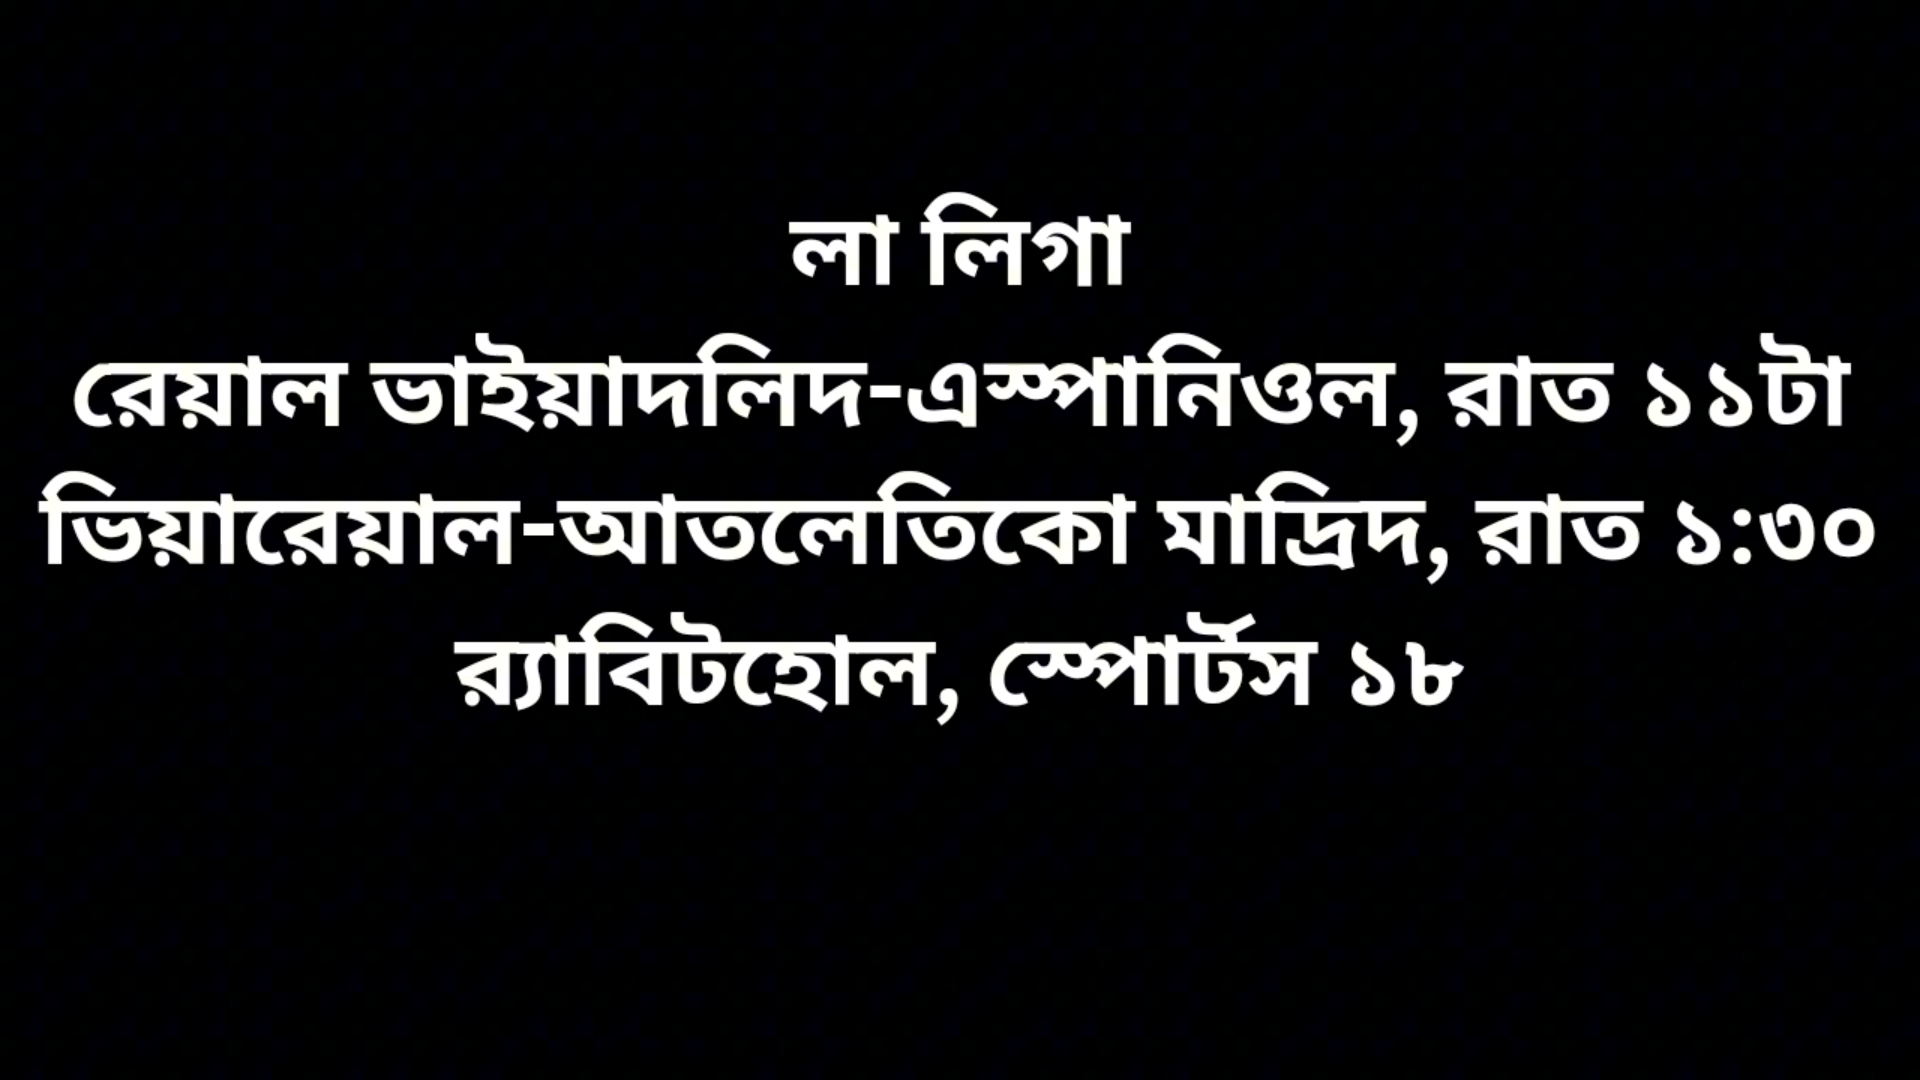 লা লিগা
রেয়াল ভাইয়াদলিদ-এস্পানিওল, রাত ১১টা
ভিয়ারেয়াল-আতলেতিকো মাদ্রিদ, রাত ১:৩০
র‍্যাবিটহোল, স্পোর্টস ১৮